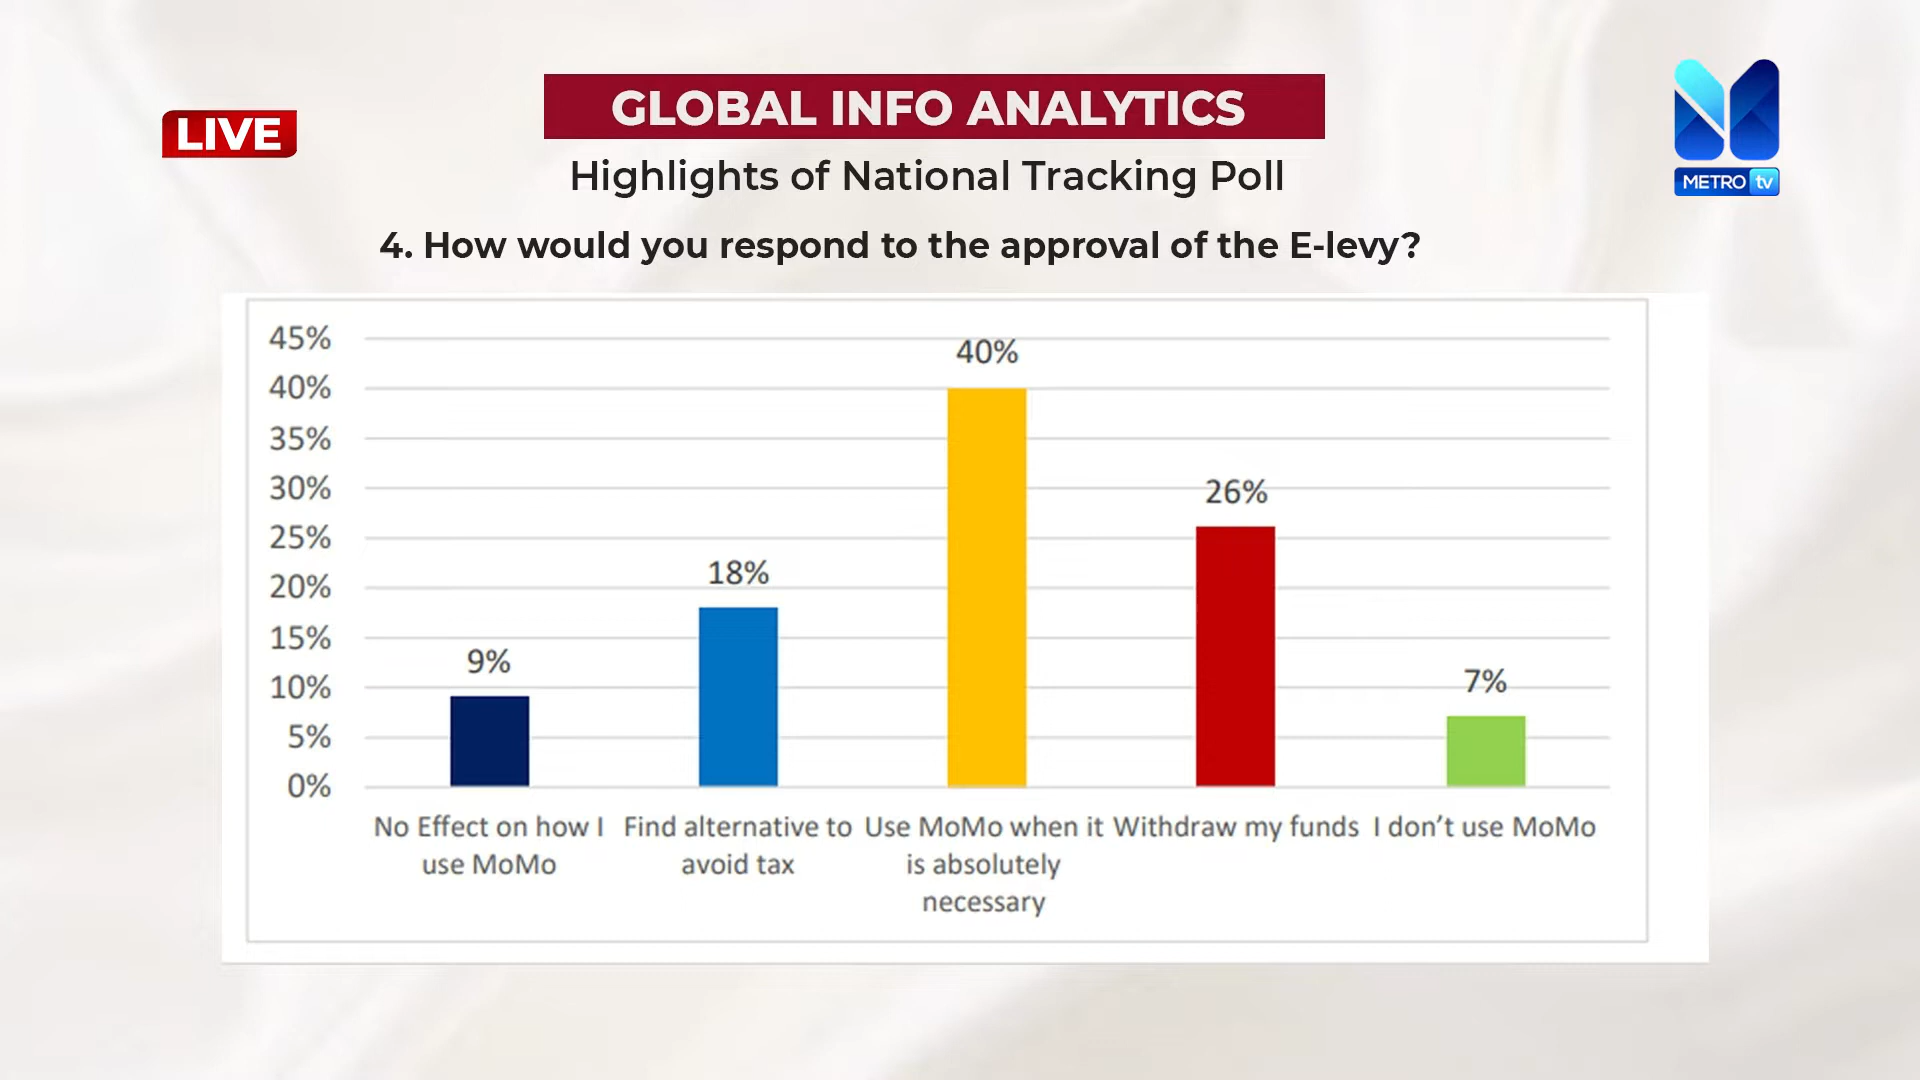 GLOBAL INFO ANALYTICS
LIVE
Highlights of National Tracking Poll
METRO tv
4. How would you respond to the approval of the E-levy?
45%
40%
35%
30%
25%
20%
15%
10%
5%
0%
9%
18%
40%
26%
7%
No Effect on how I
use MoMo
Find alternative to
avoid tax
Use MoMo when it
is absolutely
necessary
Withdraw my funds
I don’t use MoMo